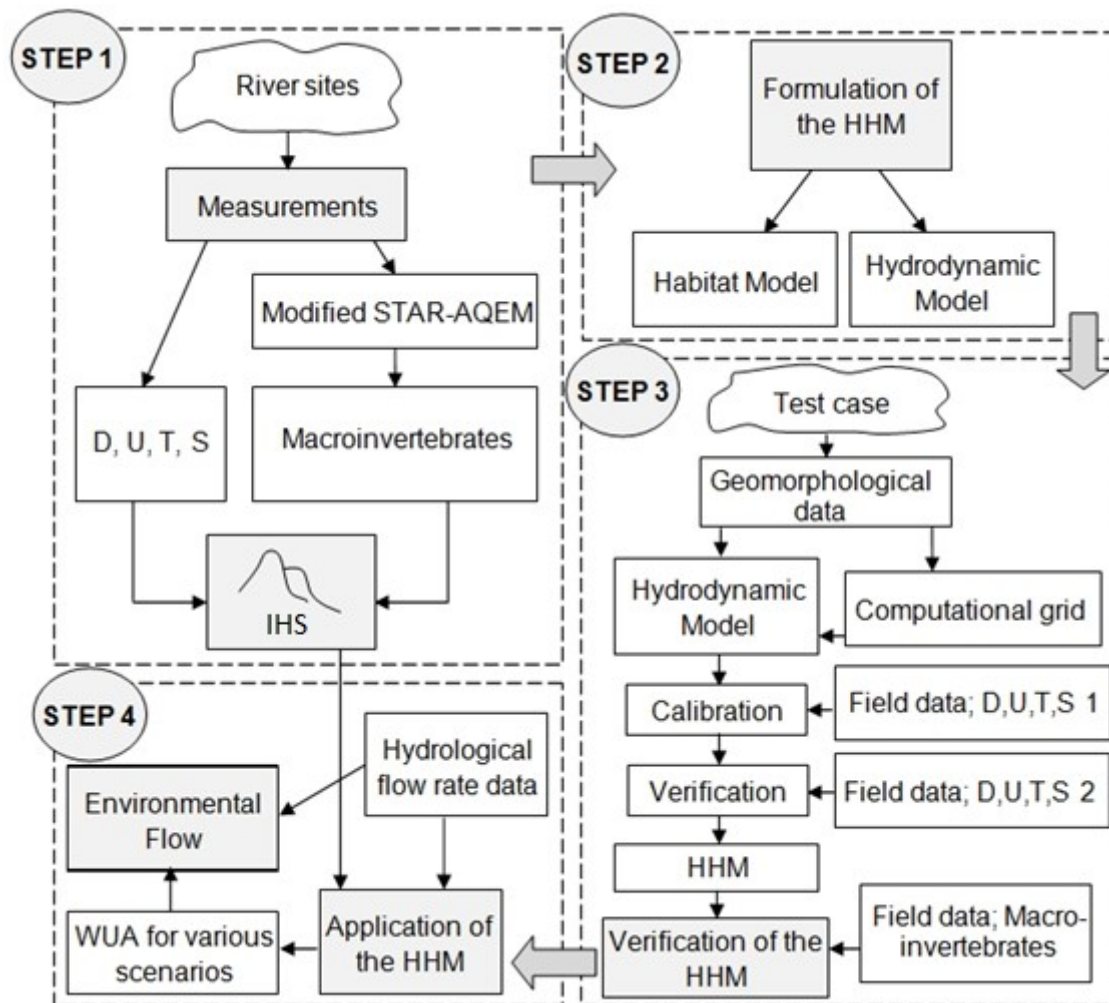 STEP 1
River sites
Measurements
Modified STAR-AQEM
D, U, T, S
Macroinvertebrates
IHS
STEP 2
Formulation of
the HHM
Habitat Model
Hydrodynamic
Model
STEP 3
Test case
Geomorphological
data
Hydrodynamic
Model
Computational grid
Calibration
Field data; D,U,T,S 1
Verification
Field data; D,U,T,S 2
HHM
Verification of the
HHM
Field data; Macro-
invertebrates
STEP 4
Hydrological
flow rate data
Environmental
Flow
WUA for various
scenarios
Application of
the HHM